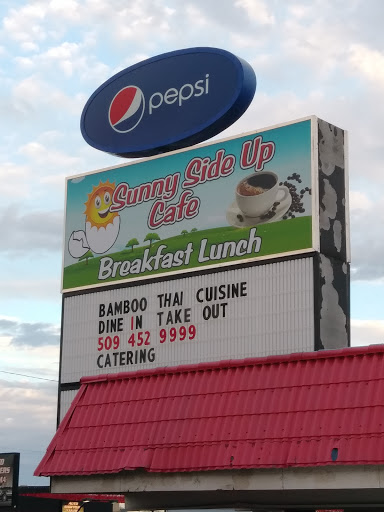 pepsi
Sunny Side Up
Cafe
Breakfast Lunch
BAMBOO THAI CUISINE
DINE IN TAKE OUT
509 452 9999
CATERING